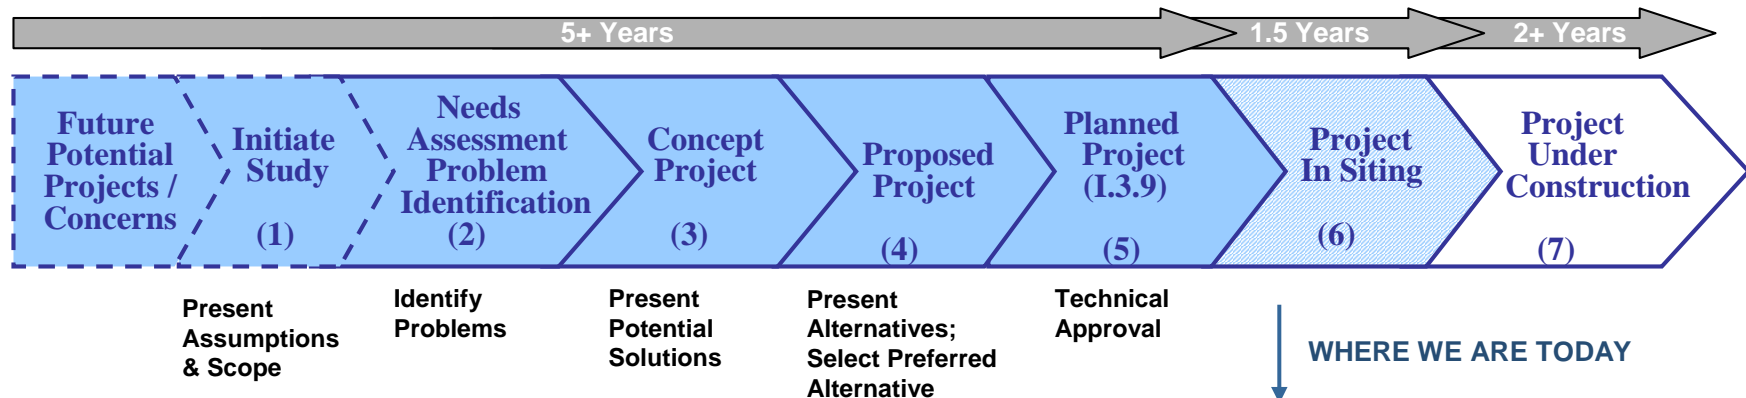 5+ Years
1.5 Years
2+ Years
Future
Potential
Projects /
Concerns
Initiate
Study
(1)
Needs
Assessment
Problem
Identification
(2)
Concept
Project
(3)
Proposed
Project
(4)
Planned
Project
(I.3.9)
(5)
Project
In Siting
(6)
Project
Under
Construction
(7)
Present
Assumptions
& Scope
Identify
Problems
Present
Potential
Solutions
Present
Alternatives;
Select Preferred
Alternative
Technical
Approval
WHERE WE ARE TODAY